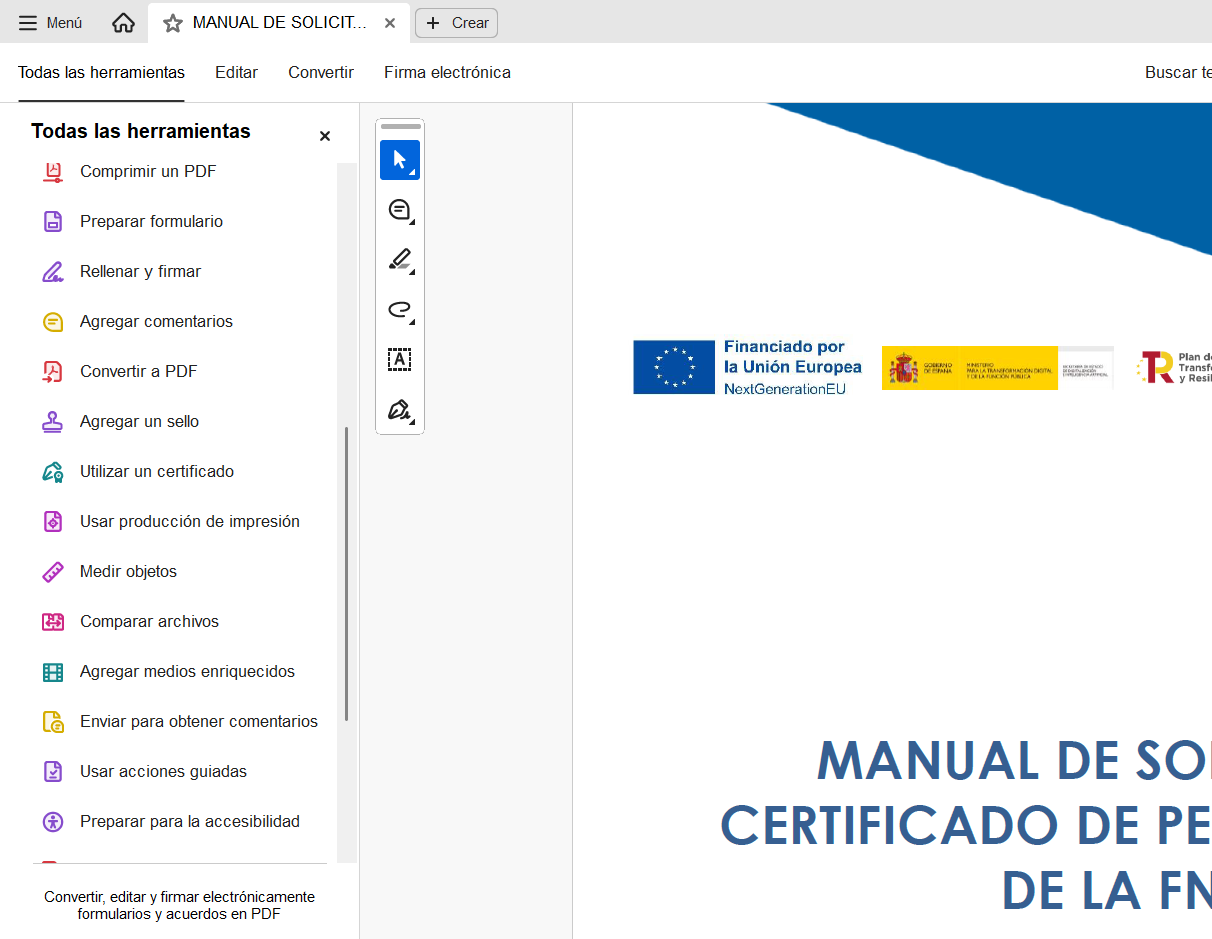 Menú
MANUAL DE SOLICIT...
Crear
Todas las herramientas
Editar
Convertir
Firma electrónica
Buscar te
Todas las herramientas
Comprimir un PDF
Preparar formulario
Rellenar y firmar
Agregar comentarios
Convertir a PDF
Agregar un sello
Utilizar un certificado
Usar producción de impresión
Medir objetos
Comparar archivos
Agregar medios enriquecidos
Enviar para obtener comentarios
Usar acciones guiadas
Preparar para la accesibilidad
Convertir, editar y firmar electrónicamente
formularios y acuerdos en PDF
A
Financiado por
la Unión Europea
NextGenerationEU
GOBIERNO
DE ESPAÑA
MINISTERIO
PARA LA TRANSFORMACIÓN DIGITAL
Y DE LA FUNCIÓN PÚBLICA
Plan de
Transfo
y Resil
MANUAL DE SOL
CERTIFICADO DE PE
DE LA FN